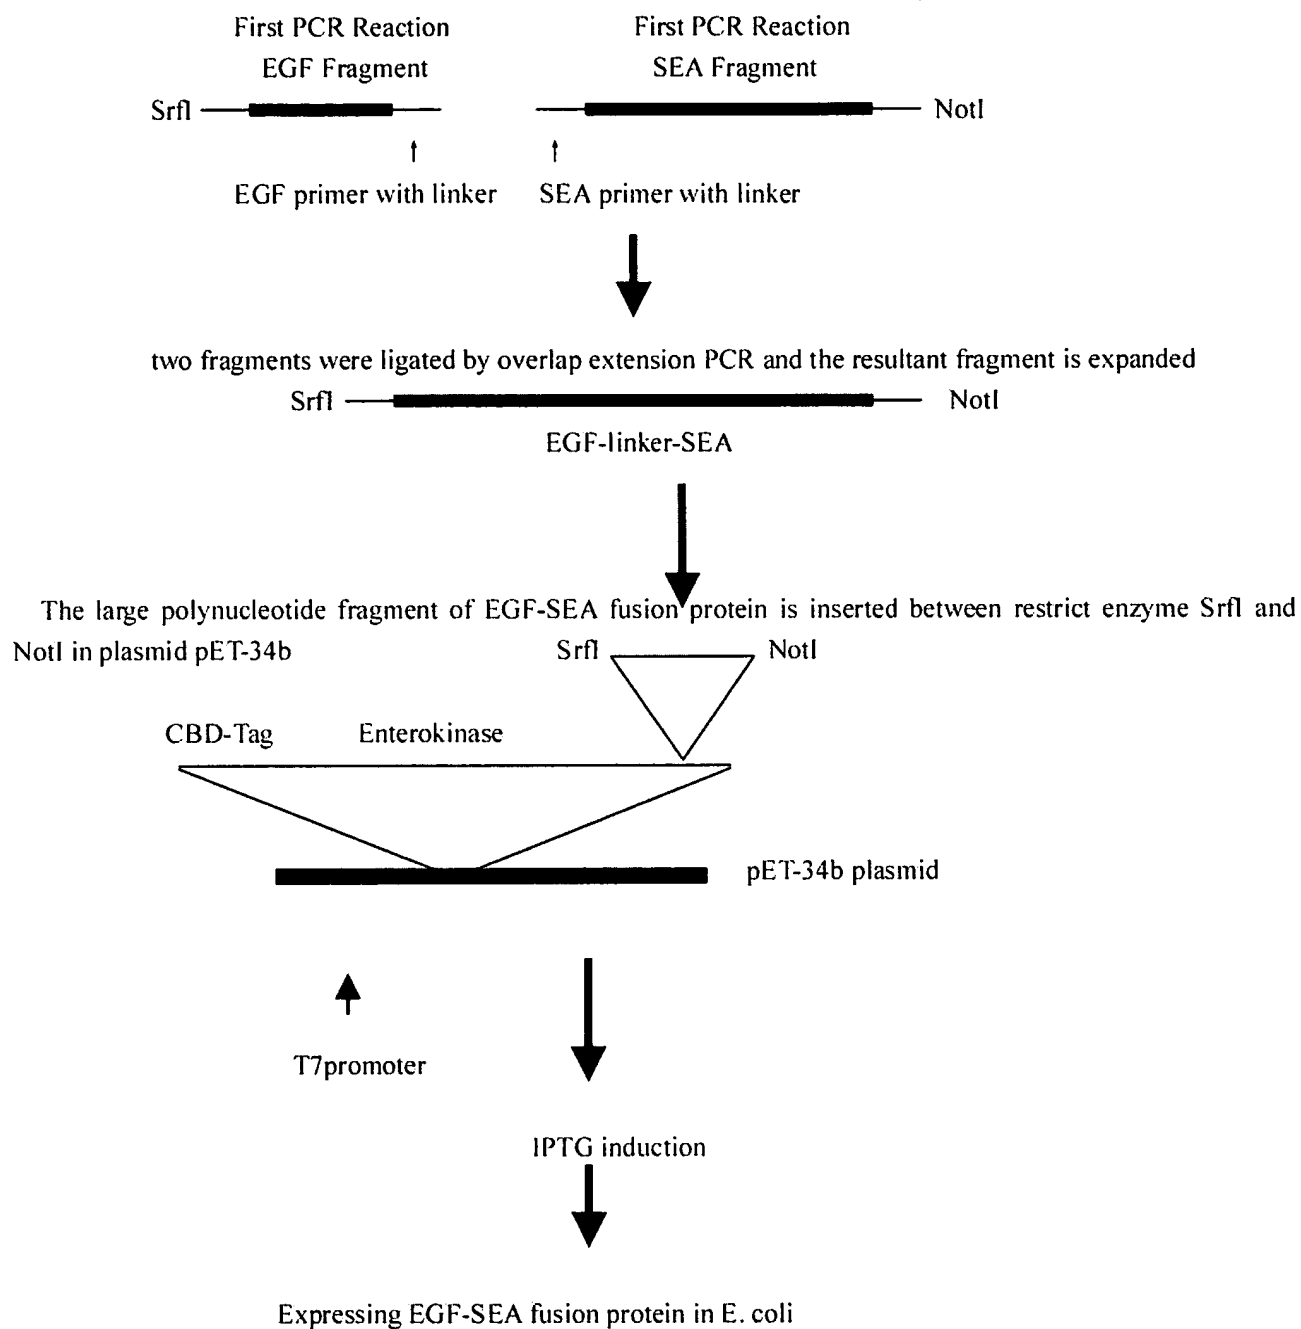 First PCR Reaction First PCR Reaction
EGF Fragment SEA Fragment
SrfI NotI
EGF primer with linker SEA primer with linker
two fragments were ligated by overlap extension PCR and the resultant fragment is expanded
SrfI NotI
EGF-linker-SEA
The large polynucleotide fragment of EGF-SEA fusion protein is inserted between restrict enzyme SrfI and
NotI in plasmid pET-34b SrfI NotI
CBD-Tag Enterokinase
pET-34b plasmid
T7promoter
IPTG induction
Expressing EGF-SEA fusion protein in E. coli